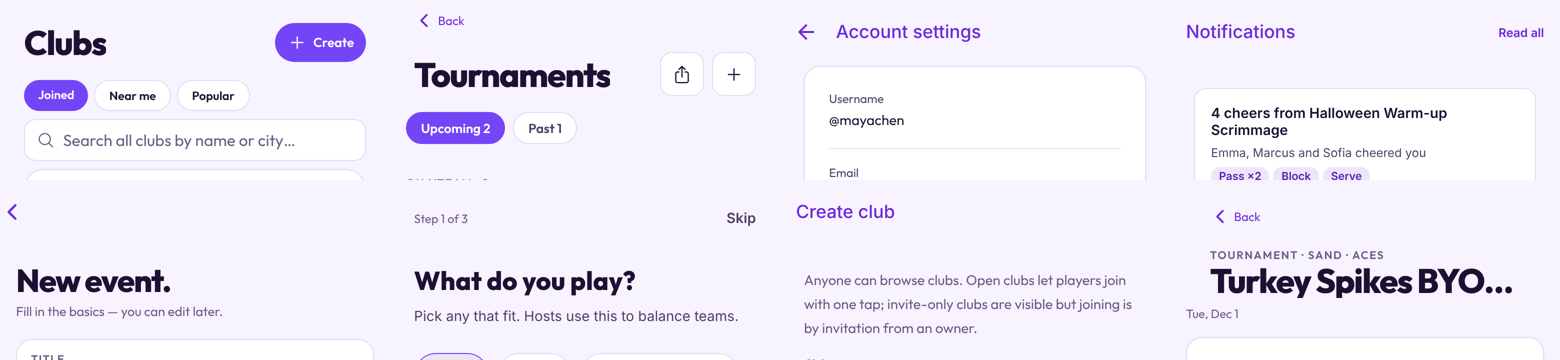 Clubs
Create
Joined
Near me
Popular
Search all clubs by name or city...
Back
Tournaments
Upcoming 2
Past 1
Account settings
Username
@mayachen
Email
Notifications
Read all
4 cheers from Halloween Warm-up
Scrimmage
Emma, Marcus and Sofia cheered you
Pass ×2
Block
Serve
New event.
Fill in the basics — you can edit later.
TITLE
Step 1 of 3
Skip
What do you play?
Pick any that fit. Hosts use this to balance teams.
Create club
Anyone can browse clubs. Open clubs let players join
with one tap; invite-only clubs are visible but joining is
by invitation from an owner.
Back
TOURNAMENT · SAND · ACES
Turkey Spikes BYO...
Tue, Dec 1